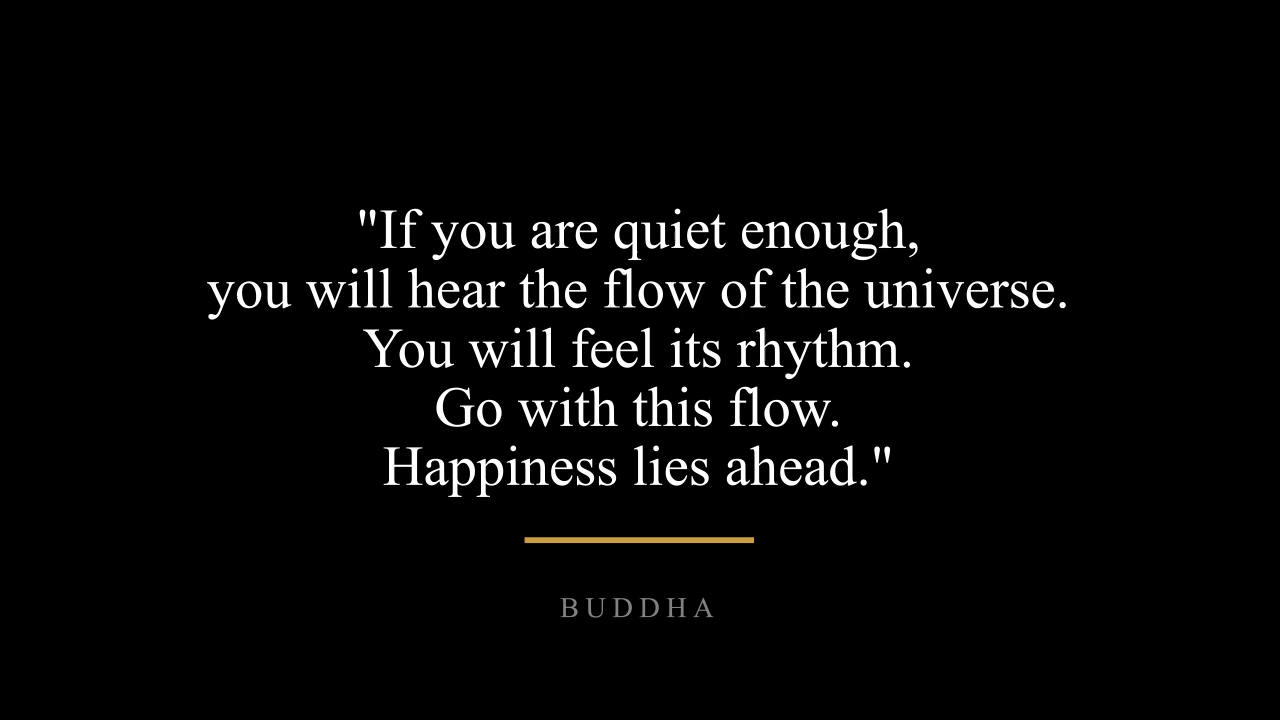 "If you are quiet enough,
you will hear the flow of the universe.
You will feel its rhythm.
Go with this flow.
Happiness lies ahead."
BUDDHA